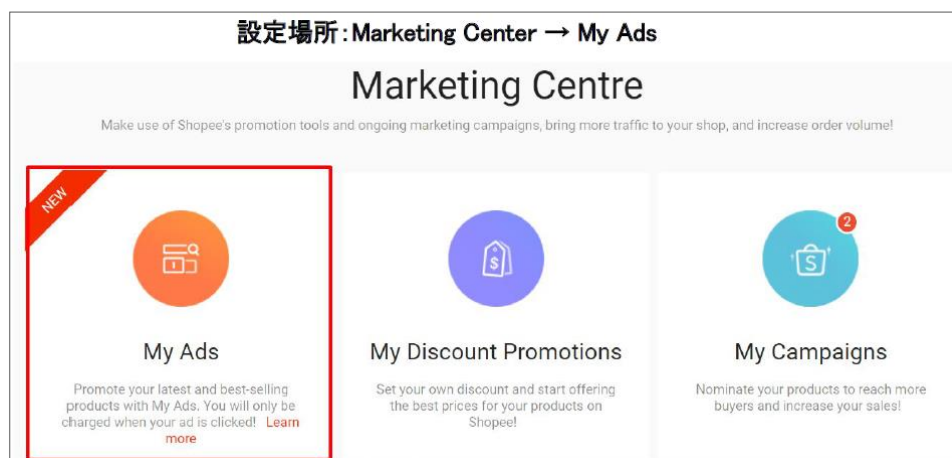 設定場所：Marketing Center → My Ads
Marketing Centre
Make use of Shopee's promotion tools and ongoing marketing campaigns, bring more traffic to your shop, and increase order volume!
NEW
My Ads
Promote your latest and best-selling
products with My Ads. You will only be
charged when your ad is clicked! Learn
more
My Discount Promotions
Set your own discount and start offering
the best prices for your products on
Shopee!
2
My Campaigns
Nominate your products to reach more
buyers and increase your sales!